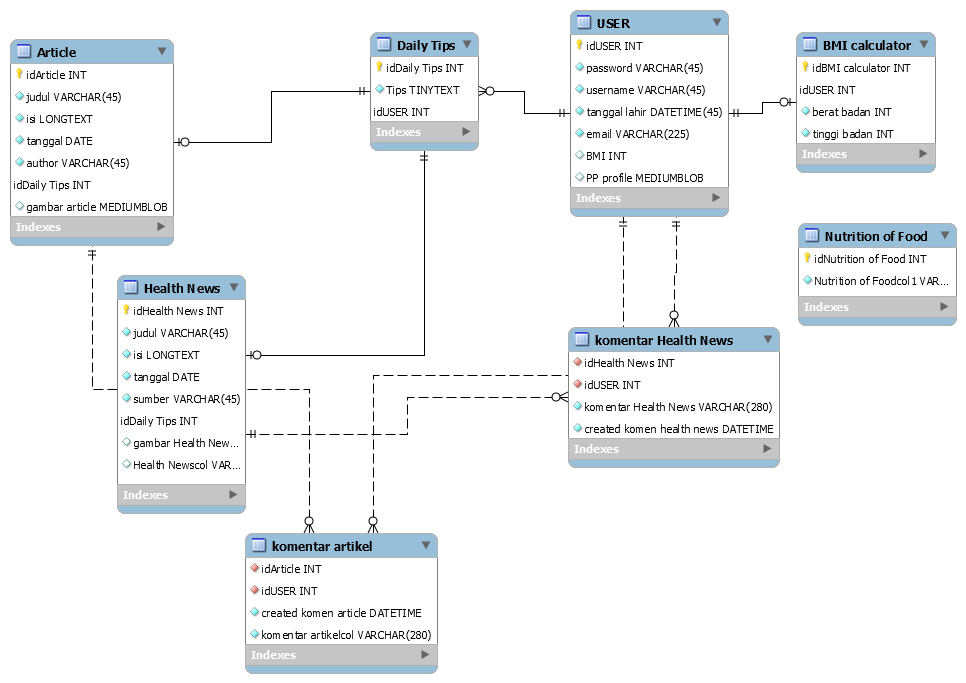 Article
idArticle INT
judul VARCHAR(45)
isi LONGTEXT
tanggal DATE
author VARCHAR(45)
idDaily Tips INT
gambar article MEDIUMBLOB
Indexes
Daily Tips
idDaily Tips INT
Tips TINYTEXT
idUSER INT
Indexes
USER
idUSER INT
password VARCHAR(45)
username VARCHAR(45)
tanggal lahir DATETIME(45)
email VARCHAR(225)
BMI INT
PP profile MEDIUMBLOB
Indexes
BMI calculator
idBMI calculator INT
idUSER INT
berat badan INT
tinggi badan INT
Indexes
Nutrition of Food
idNutrition of Food INT
Nutrition of Foodcol1 VAR...
Indexes
Health News
idHealth News INT
judul VARCHAR(45)
isi LONGTEXT
tanggal DATE
sumber VARCHAR(45)
idDaily Tips INT
gambar Health New...
Health Newscol VAR...
Indexes
komentar Health News
idHealth News INT
idUSER INT
komentar Health News VARCHAR(280)
created komen health news DATETIME
Indexes
komentar artikel
idArticle INT
idUSER INT
created komen article DATETIME
komentar artikelcol VARCHAR(280)
Indexes